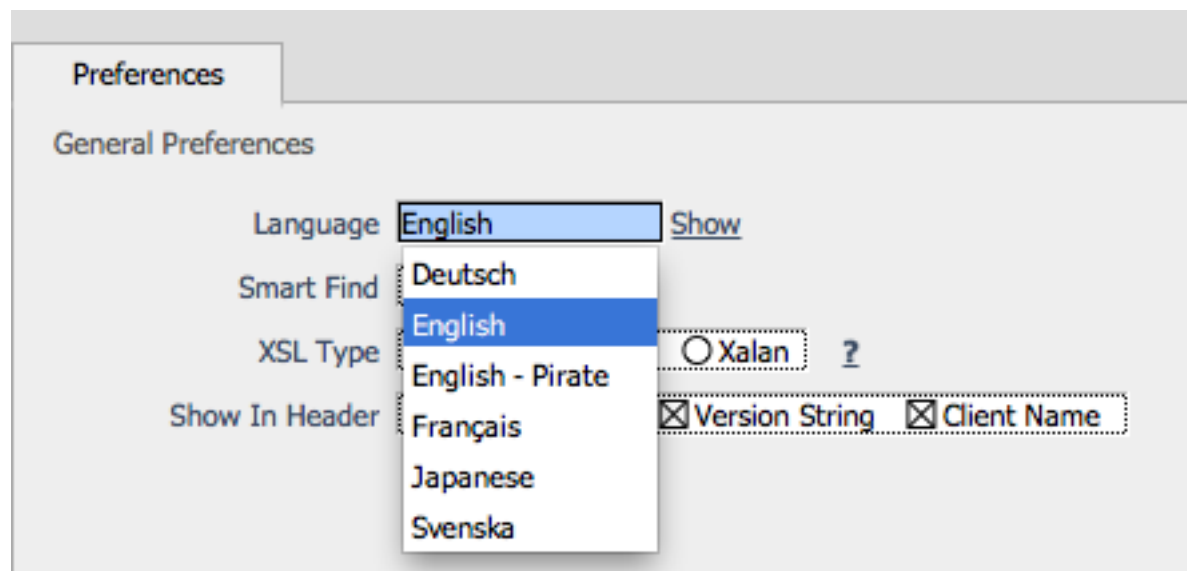 Preferences
General Preferences
Language English Show
Deutsch
Smart Find
English
XSL Type Xalan ?
English - Pirate
Show In Header Version String Client Name
Français
Japanese
Svenska